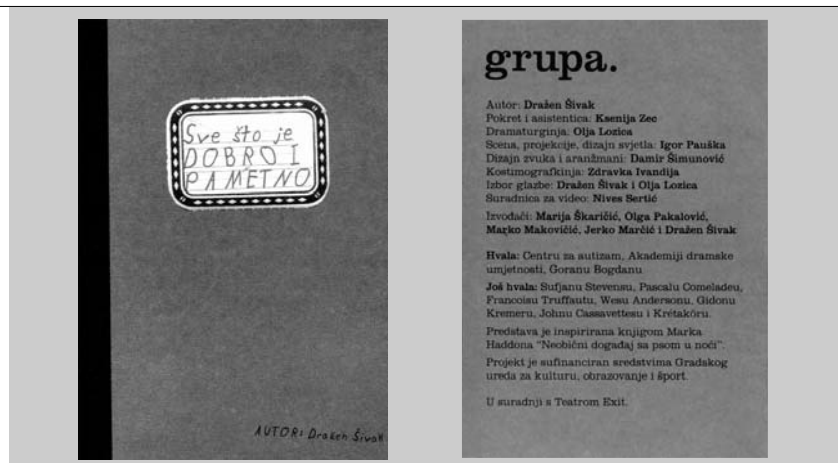 Sve što je
DOBRO I
PAMETNO
AUTOR: Dražen Šivak
grupa.
Autor: Dražen Šivak
Pokret i asistentica: Ksenija Zec
Dramaturginja: Olja Lozica
Scena, projekcije, dizajn svjetla: Igor Pauška
Dizajn zvuka i aranžmani: Damir Šimunović
Kostimografkinja: Zdravka Ivandija
Izbor glazbe: Dražen Šivak i Olja Lozica
Suradnica za video: Nives Sertić
Izvođači: Marija Škaričić, Olga Pakalović,
Marko Makovičić, Jerko Marčić i Dražen Šivak
Hvala: Centru za autizam, Akademiji dramske
umjetnosti, Goranu Bogdanu
Još hvala: Sufjanu Stevensu, Pascalu Comeladeu,
Francoisu Truffautu, Wesu Andersonu, Gidonu
Kremeru, Johnu Cassavettesu i Krétakőru.
Predstava je inspirirana knjigom Marka
Haddona "Neobični događaj sa psom u noći".
Projekt je sufinanciran sredstvima Gradskog
ureda za kulturu, obrazovanje i šport.
U suradnji s Teatrom Exit.